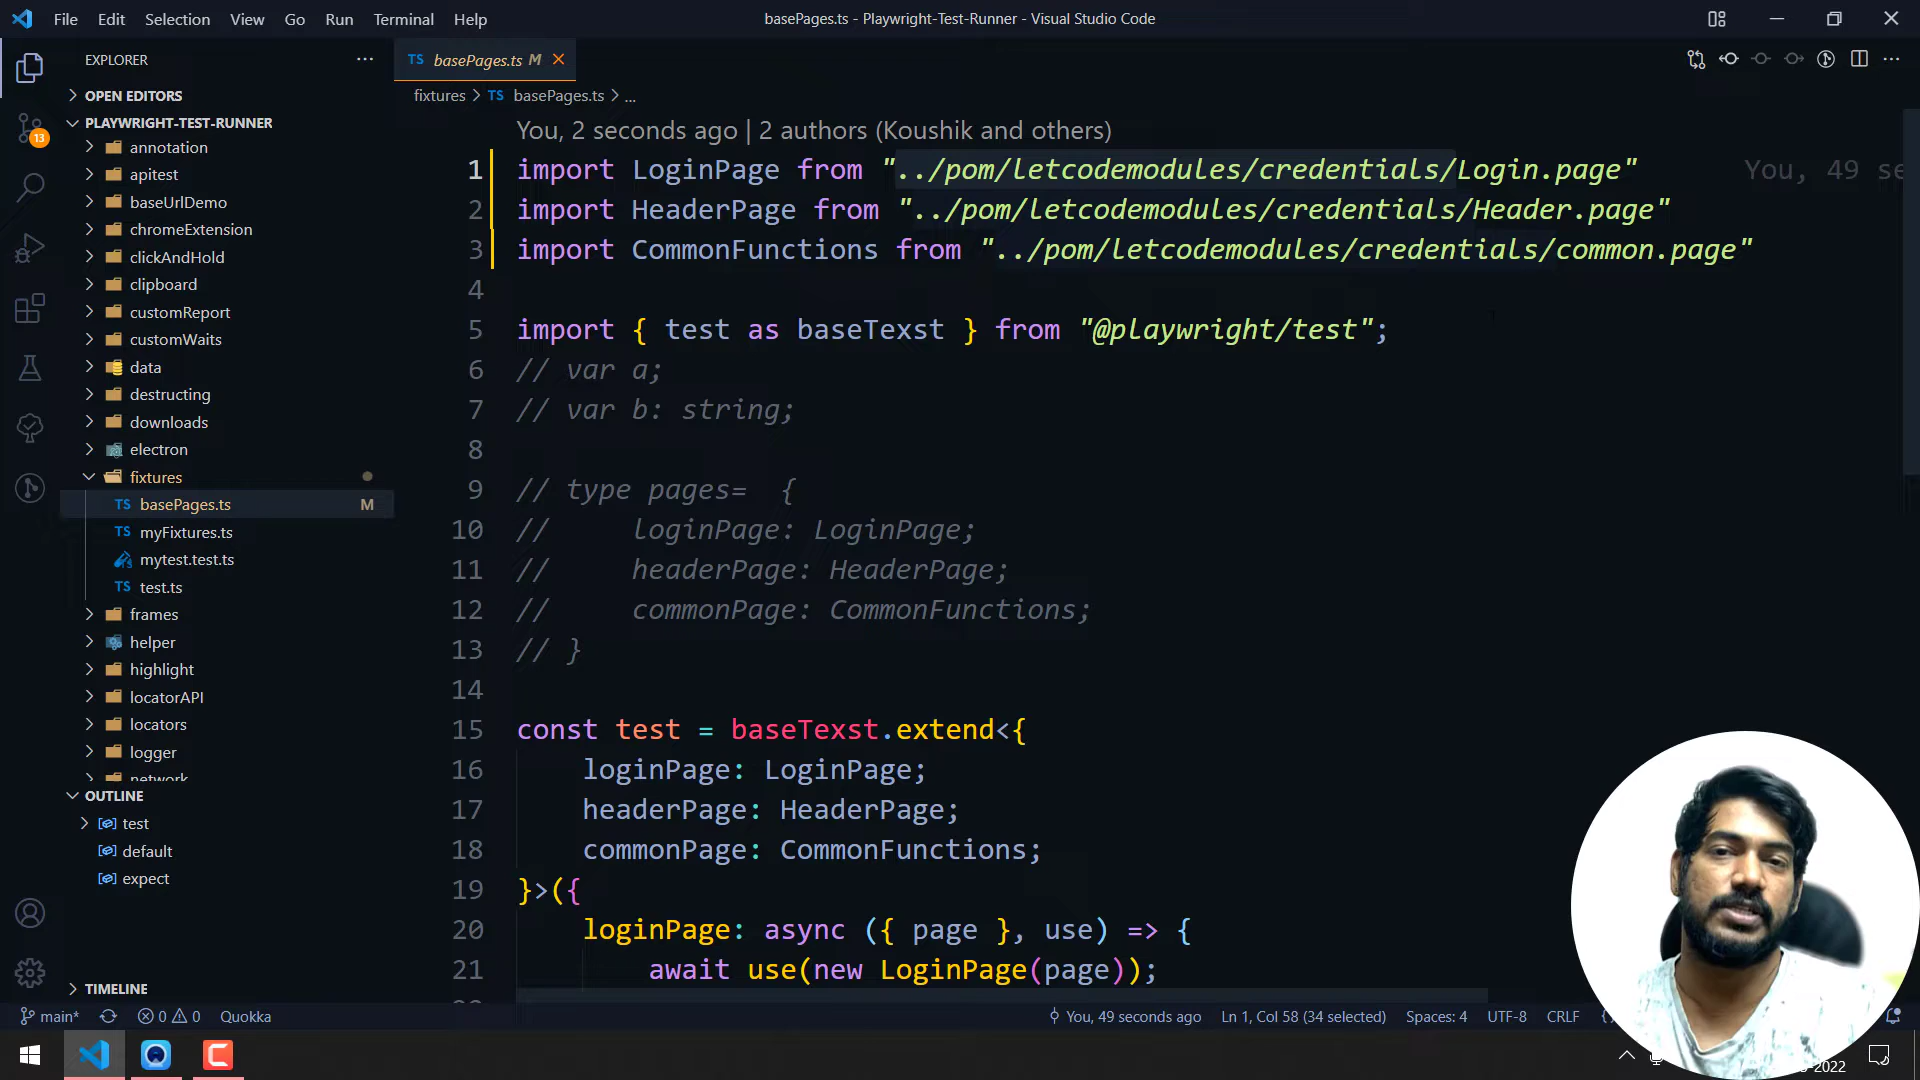 File Edit Selection View Go Run Terminal Help
basePages.ts - Playwright-Test-Runner - Visual Studio Code
EXPLORER
OPEN EDITORS
PLAYWRIGHT-TEST-RUNNER
annotation
apitest
baseUrlDemo
chromeExtension
clickAndHold
clipboard
customReport
customWaits
data
destructing
downloads
electron
fixtures
TS basePages.ts M
TS myFixtures.ts
mytest.test.ts
TS test.ts
frames
helper
highlight
locatorAPI
locators
logger
network
OUTLINE
test
default
expect
TIMELINE
13
TS basePages.ts M
fixtures > TS basePages.ts > ...
You, 2 seconds ago | 2 authors (Koushik and others)
1 import LoginPage from "../pom/letcodemodules/credentials/Login.page" You, 49 se
2 import HeaderPage from "../pom/letcodemodules/credentials/Header.page"
3 import CommonFunctions from "../pom/letcodemodules/credentials/common.page"
4
5 import { test as baseTexst } from "@playwright/test";
6 // var a;
7 // var b: string;
8
9 // type pages=  {
10 //     loginPage: LoginPage;
11 //     headerPage: HeaderPage;
12 //     commonPage: CommonFunctions;
13 // }
14
15 const test = baseTexst.extend<{
16     loginPage: LoginPage;
17     headerPage: HeaderPage;
18     commonPage: CommonFunctions;
19 }>({
20     loginPage: async ({ page }, use) => {
21         await use(new LoginPage(page));
main* 0 0 Quokka
You, 49 seconds ago Ln 1, Col 58 (34 selected) Spaces: 4 UTF-8 CRLF
-2022